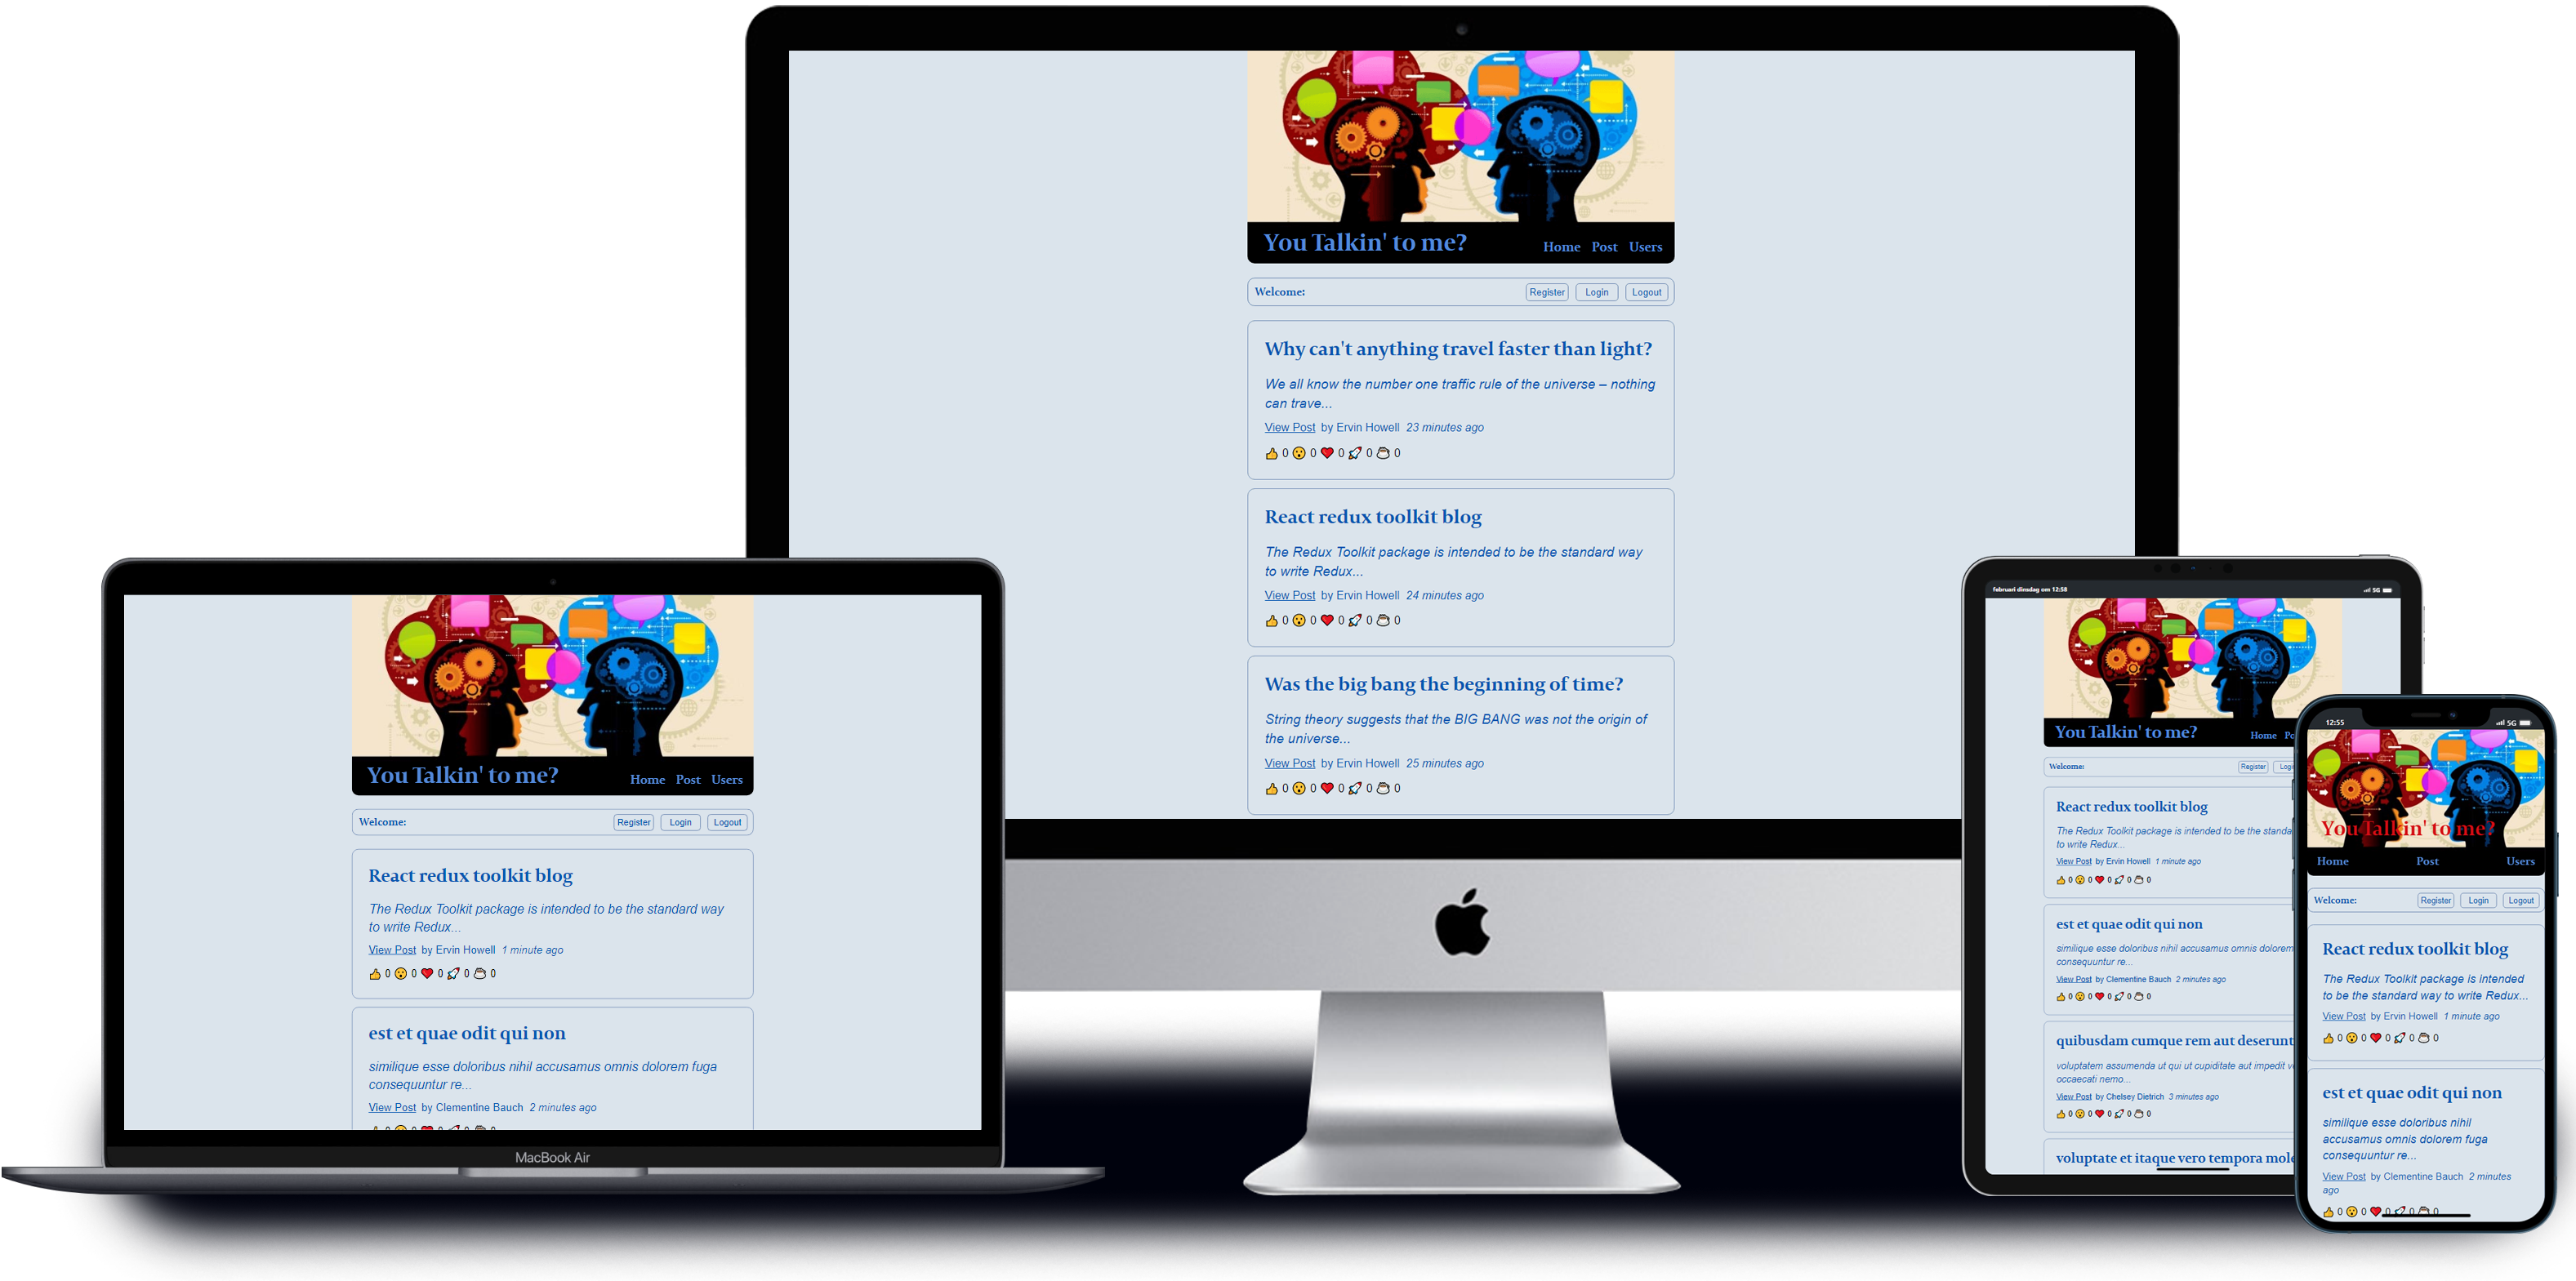 You Talkin' to me?
Home Post Users
Welcome:
Register Login Logout
Why can't anything travel faster than light?
We all know the number one traffic rule of the universe – nothing
can trave...
View Post by Ervin Howell 23 minutes ago
0 0 0 0 0
React redux toolkit blog
The Redux Toolkit package is intended to be the standard way
to write Redux...
View Post by Ervin Howell 24 minutes ago
0 0 0 0 0
Was the big bang the beginning of time?
String theory suggests that the BIG BANG was not the origin of
the universe...
View Post by Ervin Howell 25 minutes ago
0 0 0 0 0
You Talkin' to me?
Home Post Users
Welcome:
Register Login Logout
React redux toolkit blog
The Redux Toolkit package is intended to be the standard way
to write Redux...
View Post by Ervin Howell 1 minute ago
0 0 0 0 0
est et quae odit qui non
similique esse doloribus nihil accusamus omnis dolorem fuga
consequuntur re...
View Post by Clementine Bauch 2 minutes ago
MacBook Air
februari dinsdag om 12:58
5G
You Talkin' to me?
Home
Welcome:
Register
React redux toolkit blog
The Redux Toolkit package is intended to be the
to write Redux...
View Post by Ervin Howell 1 minute ago
0 0 0 0 0
est et quae odit qui non
similique esse doloribus nihil accusamus omnis dolorem
consequuntur re...
View Post by Clementine Bauch 2 minutes ago
0 0 0 0 0
quibusdam cumque rem aut deserunt
voluptatem assumenda ut qui ut cupiditate aut impedit
occaecati nemo...
View Post by Chelsey Dietrich 3 minutes ago
0 0 0 0 0
voluptate et itaque vero tempora
12:55
5G
You Talkin' to me?
Home Post Users
Welcome:
Register Login Logout
React redux toolkit blog
The Redux Toolkit package is intended
to be the standard way to write Redux...
View Post by Ervin Howell 1 minute ago
0 0 0 0 0
est et quae odit qui non
similique esse doloribus nihil
accusamus omnis dolorem fuga
consequuntur re...
View Post by Clementine Bauch 2 minutes
ago
0 0 0 0 0